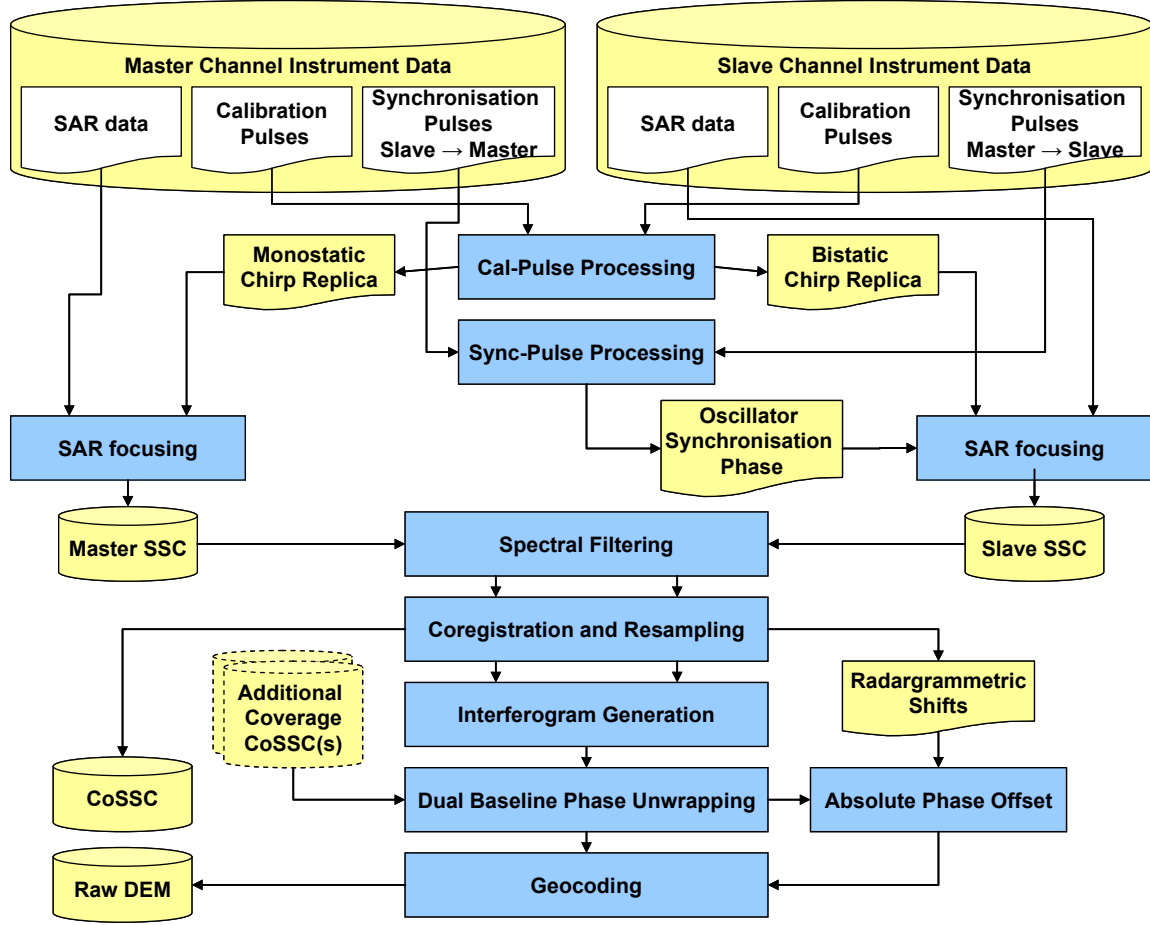 Master Channel Instrument Data
SAR data
Calibration
Pulses
Synchronisation
Pulses
Slave → Master
Slave Channel Instrument Data
SAR data
Calibration
Pulses
Synchronisation
Pulses
Master → Slave
Monostatic
Chirp Replica
Cal-Pulse Processing
Bistatic
Chirp Replica
Sync-Pulse Processing
SAR focusing
Oscillator
Synchronisation
Phase
SAR focusing
Master SSC
Spectral Filtering
Slave SSC
Coregistration and Resampling
Additional
Coverage
CoSSC(s)
Interferogram Generation
Radargrammetric
Shifts
CoSSC
Dual Baseline Phase Unwrapping
Absolute Phase Offset
Raw DEM
Geocoding